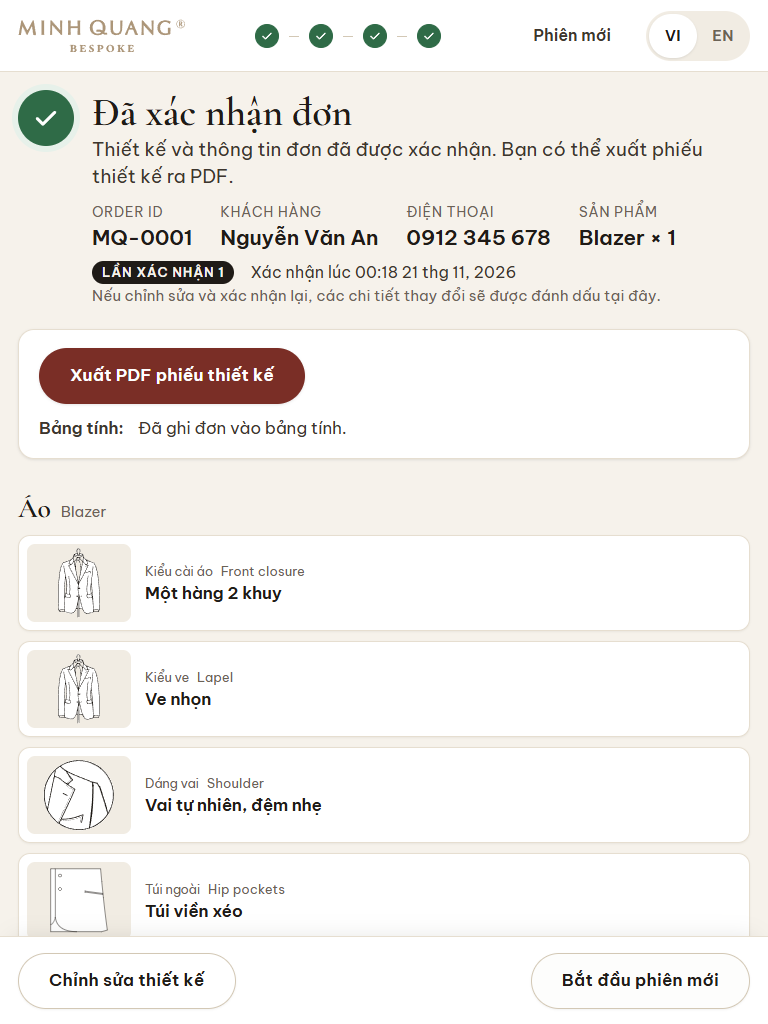 MINH QUANG®
BESPOKE
Phiên mới
VI
EN
Đã xác nhận đơn
Thiết kế và thông tin đơn đã được xác nhận. Bạn có thể xuất phiếu
thiết kế ra PDF.
ORDER ID
KHÁCH HÀNG
ĐIỆN THOẠI
SẢN PHẨM
MQ-0001
Nguyễn Văn An
0912 345 678
Blazer × 1
LẦN XÁC NHẬN 1 Xác nhận lúc 00:18 21 thg 11, 2026
Nếu chỉnh sửa và xác nhận lại, các chi tiết thay đổi sẽ được đánh dấu tại đây.
Xuất PDF phiếu thiết kế
Bảng tính: Đã ghi đơn vào bảng tính.
Áo Blazer
Kiểu cài áo Front closure
Một hàng 2 khuy
Kiểu ve Lapel
Ve nhọn
Dáng vai Shoulder
Vai tự nhiên, đệm nhẹ
Túi ngoài Hip pockets
Túi viền xéo
Chỉnh sửa thiết kế
Bắt đầu phiên mới